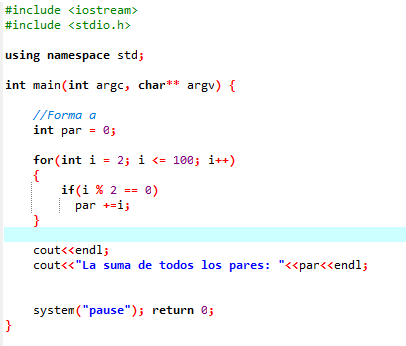 #include <iostream>
#include <stdio.h>
using namespace std;
int main(int argc, char** argv) {
//Forma a
int par = 0;
for(int i = 2; i <= 100; i++)
{
if(i % 2 == 0)
par +=i;
}
cout<<endl;
cout<<"La suma de todos los pares: "<<par<<endl;
system("pause"); return 0;
}